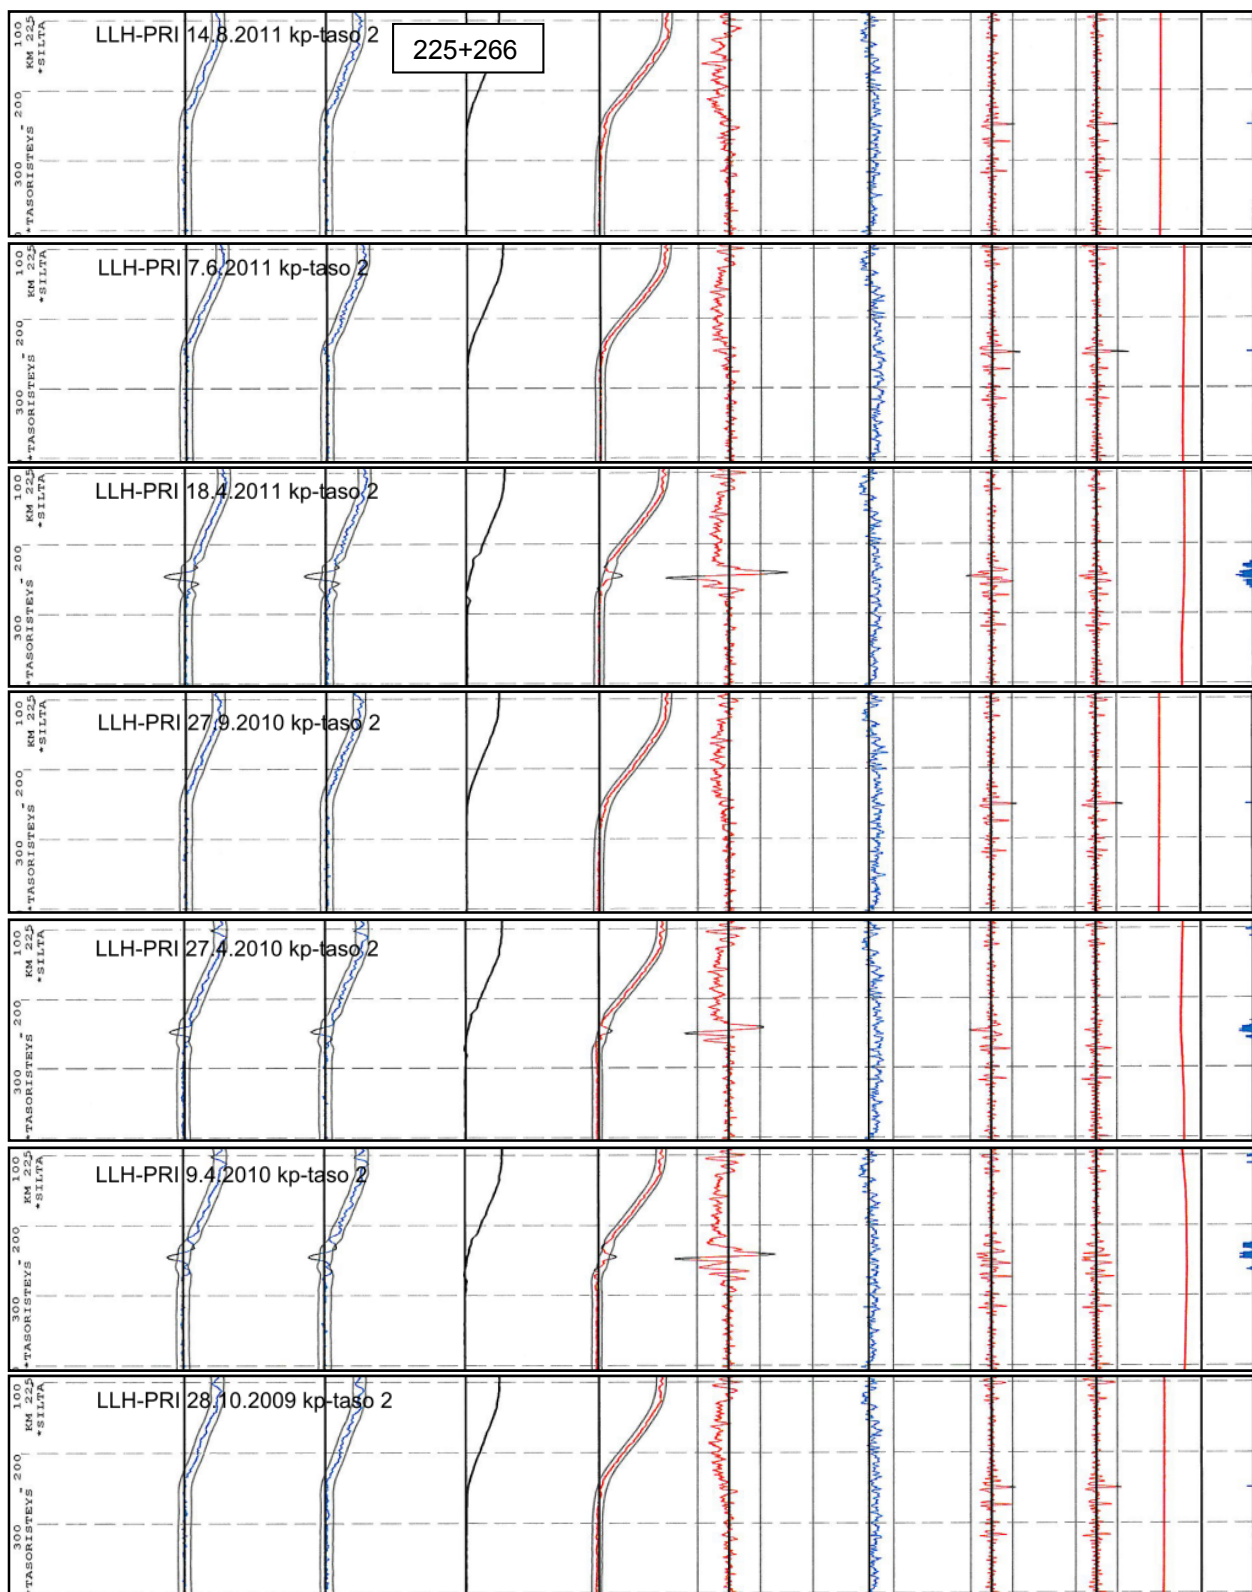 LLH-PRI 14.8.2011 kp-taso 2
225+266
100
KM 225
*SILTA
200
300
*TASORISTEYS
LLH-PRI 7.6.2011 kp-taso 2
100
KM 225
*SILTA
200
300
*TASORISTEYS
LLH-PRI 18.4.2011 kp-taso 2
100
KM 225
*SILTA
200
300
*TASORISTEYS
LLH-PRI 27.9.2010 kp-taso 2
100
KM 225
*SILTA
200
300
*TASORISTEYS
LLH-PRI 27.4.2010 kp-taso 2
100
KM 225
*SILTA
200
300
*TASORISTEYS
LLH-PRI 9.4.2010 kp-taso 2
100
KM 225
*SILTA
200
300
*TASORISTEYS
LLH-PRI 28.10.2009 kp-taso 2
100
KM 225
*SILTA
200
300
*TASORISTEYS